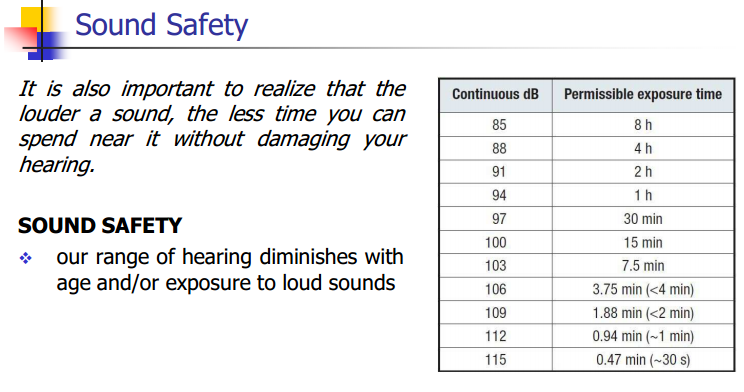 Sound Safety
It is also important to realize that the
louder a sound, the less time you can
spend near it without damaging your
hearing.
SOUND SAFETY
❖ our range of hearing diminishes with
age and/or exposure to loud sounds
Continuous dB Permissible exposure time
85 8 h
88 4 h
91 2 h
94 1 h
97 30 min
100 15 min
103 7.5 min
106 3.75 min (<4 min)
109 1.88 min (<2 min)
112 0.94 min (~1 min)
115 0.47 min (~30 s)